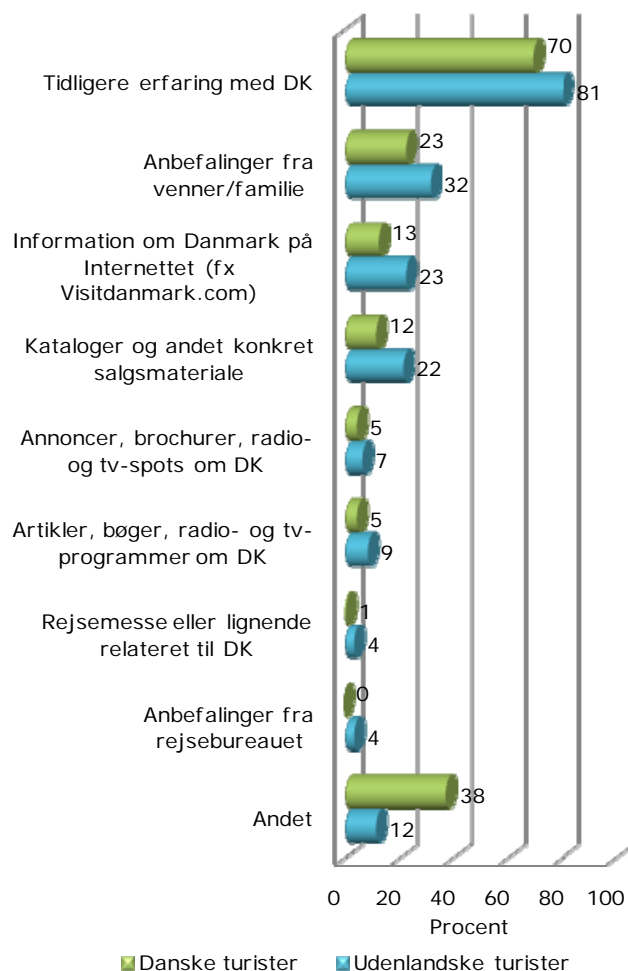 70
Tidligere erfaring med DK
81
23
Anbefalinger fra
venner/familie
32
13
Information om Danmark på
Internettet (fx
Visitdanmark.com)
23
12
Kataloger og andet konkret
salgsmateriale
22
5
Annoncer, brochurer, radio-
og tv-spots om DK
7
5
Artikler, bøger, radio- og tv-
programmer om DK
9
1
Rejsemesse eller lignende
relateret til DK
4
0
Anbefalinger fra
rejsebureauet
4
38
Andet
12
0 20 40 60 80 100
Procent
Danske turister Udenlandske turister